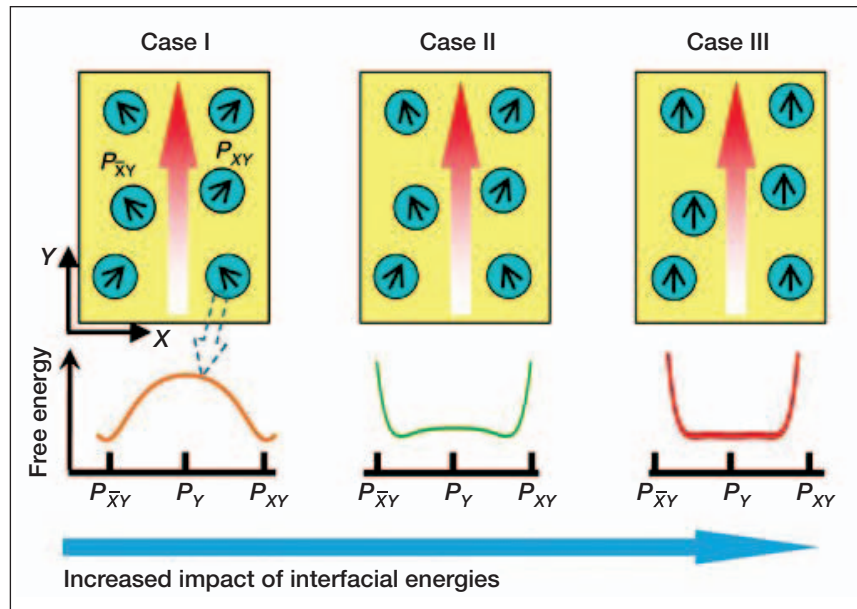 Case I Case II Case III
P_X̄Y P_XY
Y
X
Free energy
P_X̄Y P_Y P_XY P_X̄Y P_Y P_XY P_X̄Y P_Y P_XY
Increased impact of interfacial energies